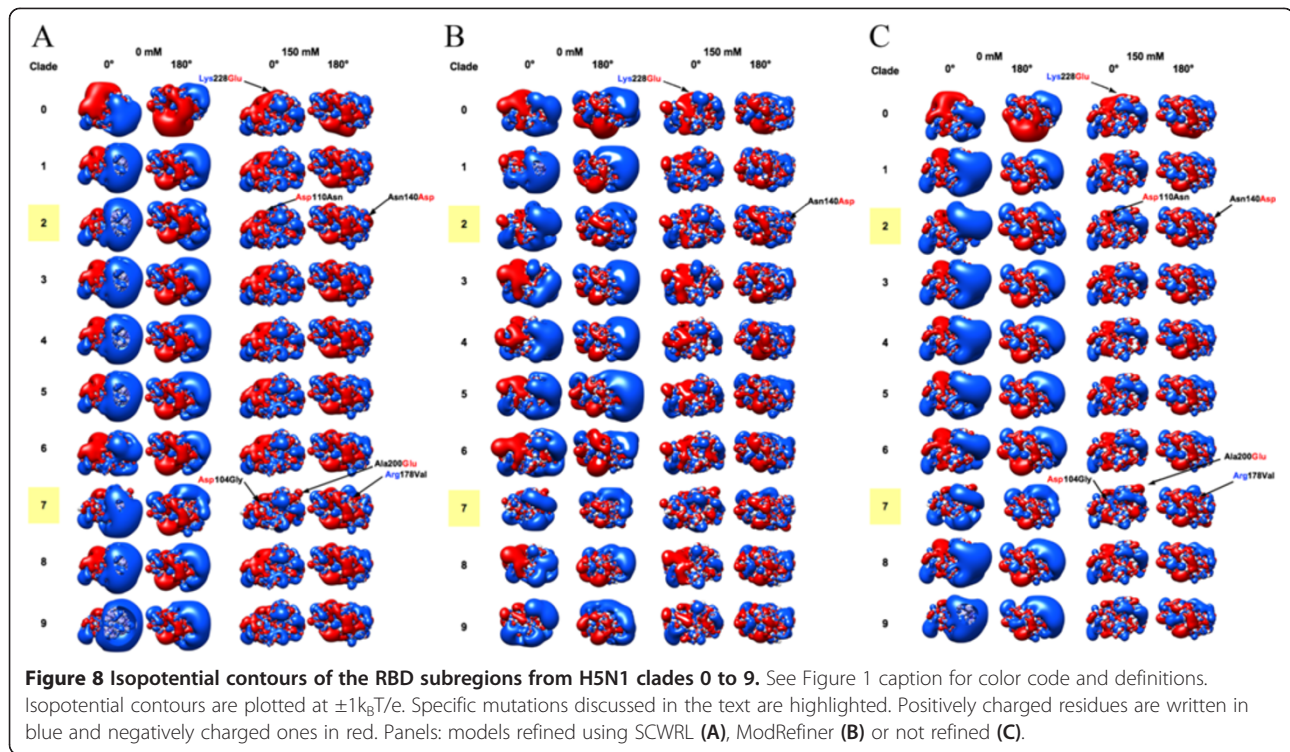 A
0 mM 150 mM
Clade 0° 180° 0° 180°
Lys228Glu
0
1
Asp110Asn Asn140Asp
2
3
4
5
6
Ala200Glu
Asp104Gly Arg178Val
7
8
9
B
0 mM 150 mM
Clade 0° 180° 0° 180°
Lys228Glu
0
1
Asn140Asp
2
3
4
5
6
7
8
9
C
0 mM 150 mM
Clade 0° 180° 0° 180°
Lys228Glu
0
1
Asp110Asn Asn140Asp
2
3
4
5
6
Ala200Glu
Asp104Gly Arg178Val
7
8
9
Figure 8 Isopotential contours of the RBD subregions from H5N1 clades 0 to 9. See Figure 1 caption for color code and definitions.
Isopotential contours are plotted at ±1k_BT/e. Specific mutations discussed in the text are highlighted. Positively charged residues are written in
blue and negatively charged ones in red. Panels: models refined using SCWRL (A), ModRefiner (B) or not refined (C).